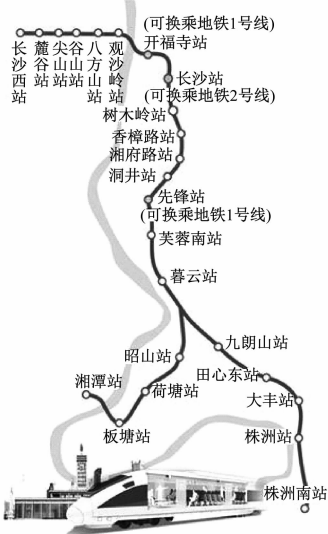 (可换乘地铁1号线)
开福寺站
长沙西站
麓谷站
尖山站
谷山站
八方山站
观沙岭站
长沙站
(可换乘地铁2号线)
树木岭站
香樟路站
湘府路站
洞井站
先锋站
(可换乘地铁1号线)
芙蓉南站
暮云站
九朗山站
昭山站
田心东站
湘潭站
荷塘站
大丰站
板塘站
株洲站
株洲南站